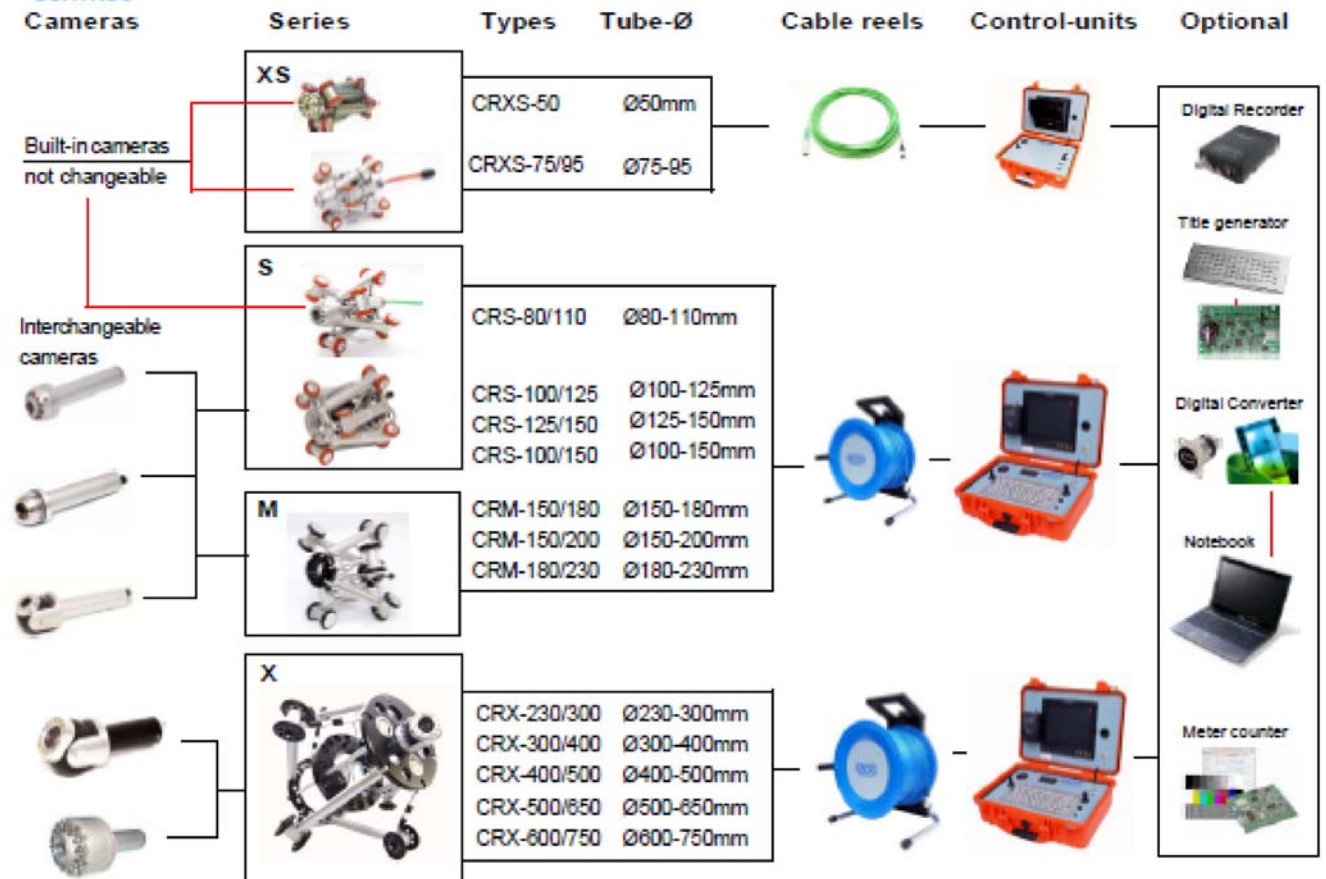 Cameras Series Types Tube-Ø Cable reels Control-units Optional
XS
CRXS-50 Ø50mm
CRXS-75/95 Ø75-95
Built-in cameras
not changeable
S
CRS-80/110 Ø80-110mm
CRS-100/125 Ø100-125mm
CRS-125/150 Ø125-150mm
CRS-100/150 Ø100-150mm
Interchangeable
cameras
M
CRM-150/180 Ø150-180mm
CRM-150/200 Ø150-200mm
CRM-180/230 Ø180-230mm
X
CRX-230/300 Ø230-300mm
CRX-300/400 Ø300-400mm
CRX-400/500 Ø400-500mm
CRX-500/650 Ø500-650mm
CRX-600/750 Ø600-750mm
Digital Recorder
Title generator
Digital Converter
Notebook
Meter counter